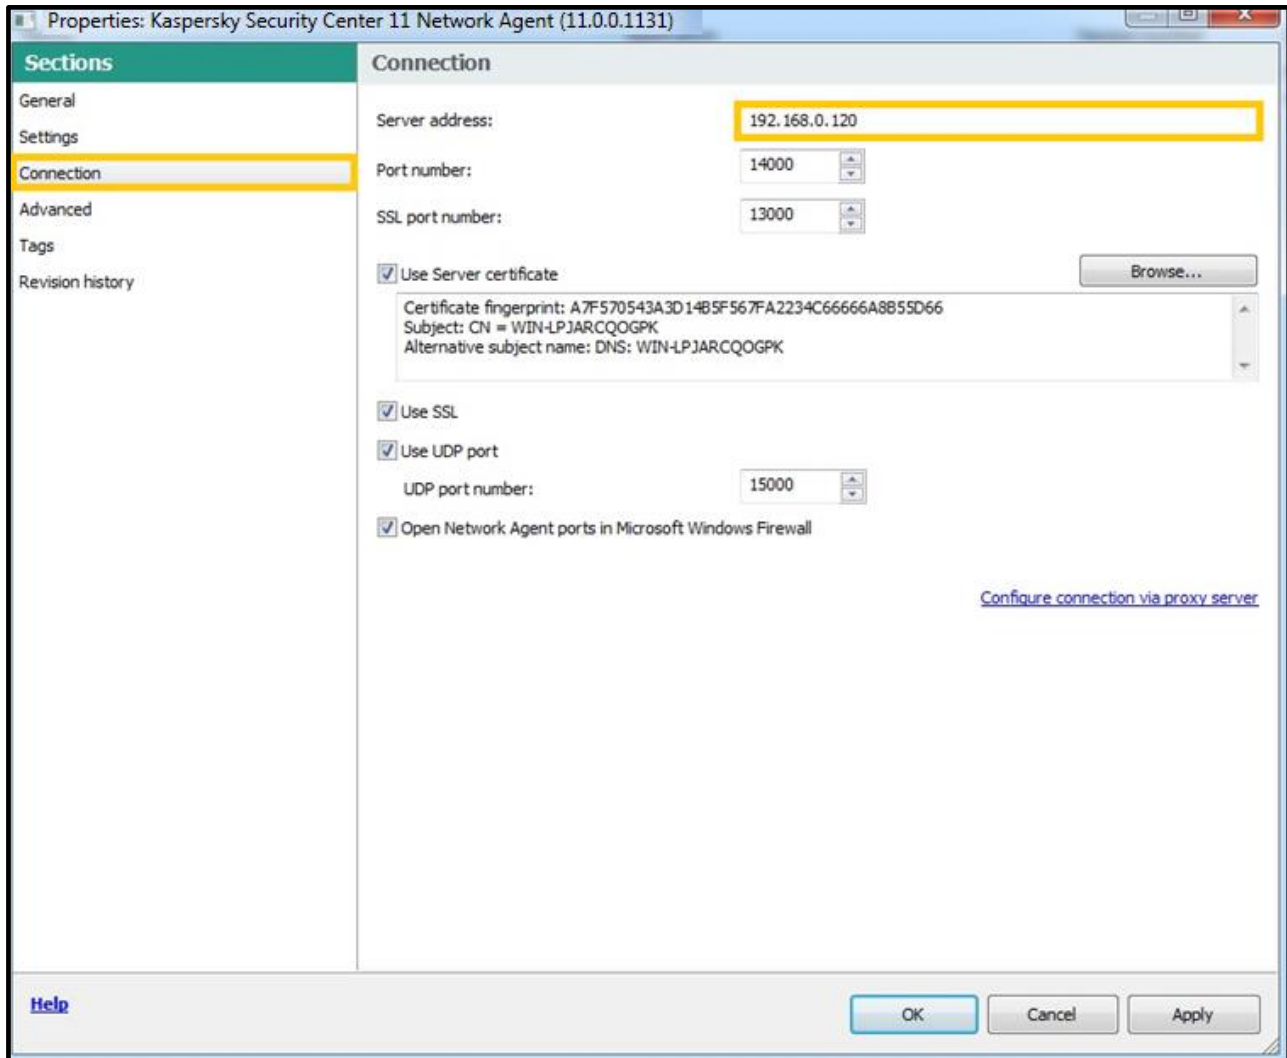 Properties: Kaspersky Security Center 11 Network Agent (11.0.0.1131)
Sections
General
Settings
Connection
Advanced
Tags
Revision history
Connection
Server address: 192.168.0.120
Port number: 14000
SSL port number: 13000
Use Server certificate Browse...
Certificate fingerprint: A7F570543A3D14B5F567FA2234C66666A8B55D66
Subject: CN = WIN-LPJARCQOGPK
Alternative subject name: DNS: WIN-LPJARCQOGPK
Use SSL
Use UDP port
UDP port number: 15000
Open Network Agent ports in Microsoft Windows Firewall
Configure connection via proxy server
Help OK Cancel Apply